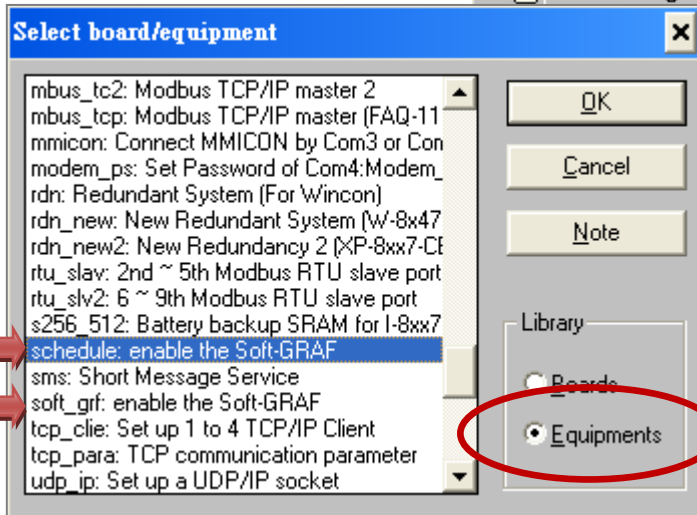 Select board/equipment
mbus_tc2: Modbus TCP/IP master 2
mbus_tcp: Modbus TCP/IP master (FAQ-11
mmicon: Connect MMICON by Com3 or Con
modem_ps: Set Password of Com4:Modem_
rdn: Redundant System (For Wincon)
rdn_new: New Redundant System (W-8x47
rdn_new2: New Redundancy 2 (XP-8xx7-CE
rtu_slav: 2nd ~ 5th Modbus RTU slave port
rtu_slv2: 6 ~ 9th Modbus RTU slave port
s256_512: Battery backup SRAM for I-8xx7
schedule: enable the Soft-GRAF
sms: Short Message Service
soft_grf: enable the Soft-GRAF
tcp_clie: Set up 1 to 4 TCP/IP Client
tcp_para: TCP communication parameter
udp_ip: Set up a UDP/IP socket
OK
Cancel
Note
Library
Boards
Equipments